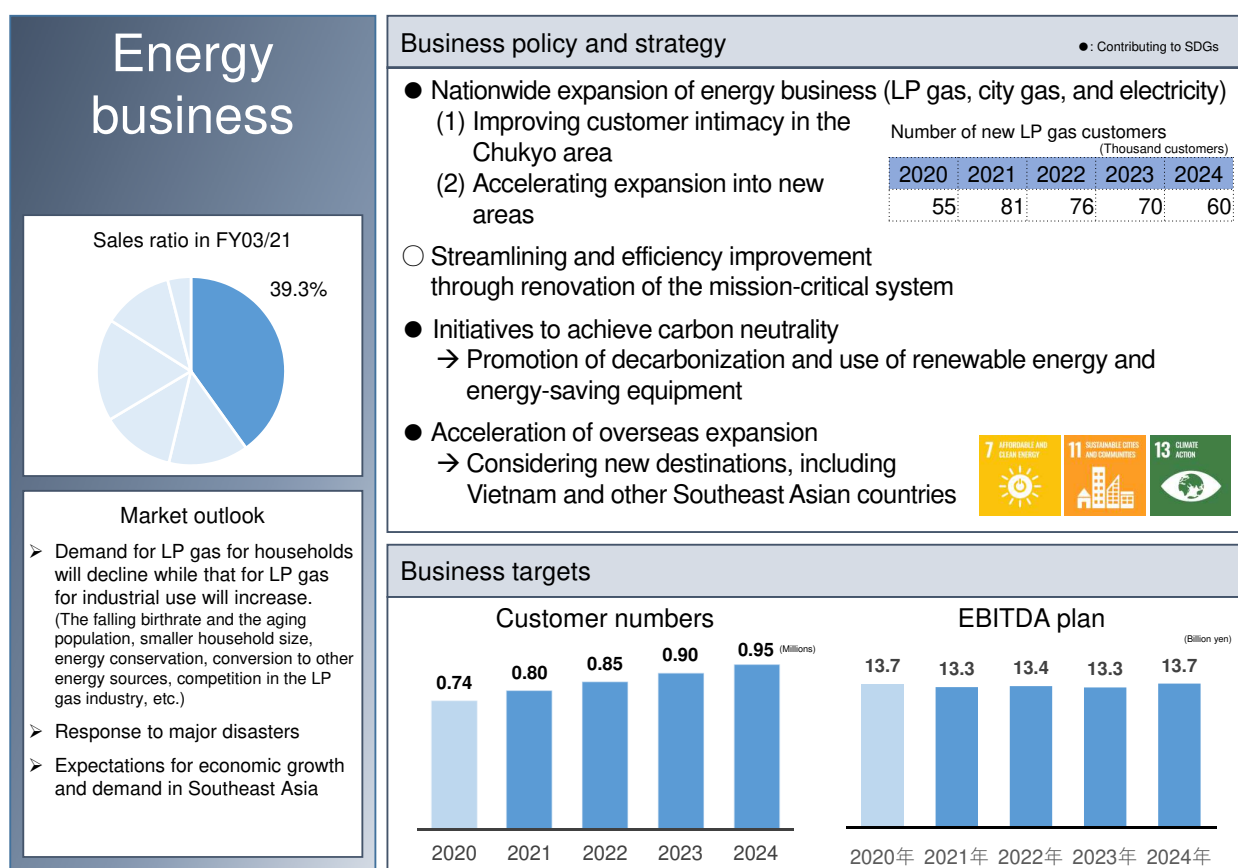 Energy
business
Sales ratio in FY03/21
39.3%
Market outlook
➢ Demand for LP gas for households
will decline while that for LP gas
for industrial use will increase.
(The falling birthrate and the aging
population, smaller household size,
energy conservation, conversion to other
energy sources, competition in the LP
gas industry, etc.)
➢ Response to major disasters
➢ Expectations for economic growth
and demand in Southeast Asia
Business policy and strategy
●: Contributing to SDGs
● Nationwide expansion of energy business (LP gas, city gas, and electricity)
(1) Improving customer intimacy in the
Chukyo area
(2) Accelerating expansion into new
areas
Number of new LP gas customers
(Thousand customers)
2020 2021 2022 2023 2024
55 81 76 70 60
○ Streamlining and efficiency improvement
through renovation of the mission-critical system
● Initiatives to achieve carbon neutrality
→ Promotion of decarbonization and use of renewable energy and
energy-saving equipment
● Acceleration of overseas expansion
→ Considering new destinations, including
Vietnam and other Southeast Asian countries
7 AFFORDABLE AND
CLEAN ENERGY
11 SUSTAINABLE CITIES
AND COMMUNITIES
13 CLIMATE
ACTION
Business targets
Customer numbers
(Millions)
0.74 0.80 0.85 0.90 0.95
2020 2021 2022 2023 2024
EBITDA plan
(Billion yen)
13.7 13.3 13.4 13.3 13.7
2020年 2021年 2022年 2023年 2024年